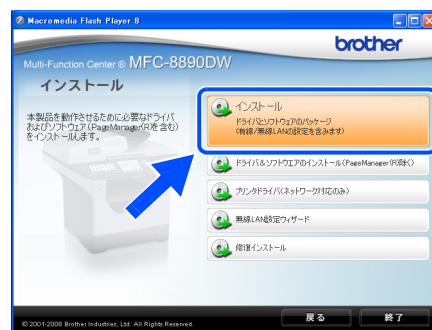 Macromedia Flash Player 8
brother
Multi-Function Center® MFC-8890DW
インストール
本製品を動作させるために必要なドライバ
およびソフトウェア(PageManager(R)を含む)
をインストールします。
インストール
ドライバとソフトウェアのパッケージ
(有線/無線LANの設定を含みます)
ドライバ&ソフトウエアのインストール(PageManager(R)除く)
プリンタドライバ(ネットワーク対応のみ)
無線LAN設定ウィザード
修復インストール
© 2001-2008 Brother Industries, Ltd. All Rights Reserved.
戻る
終了